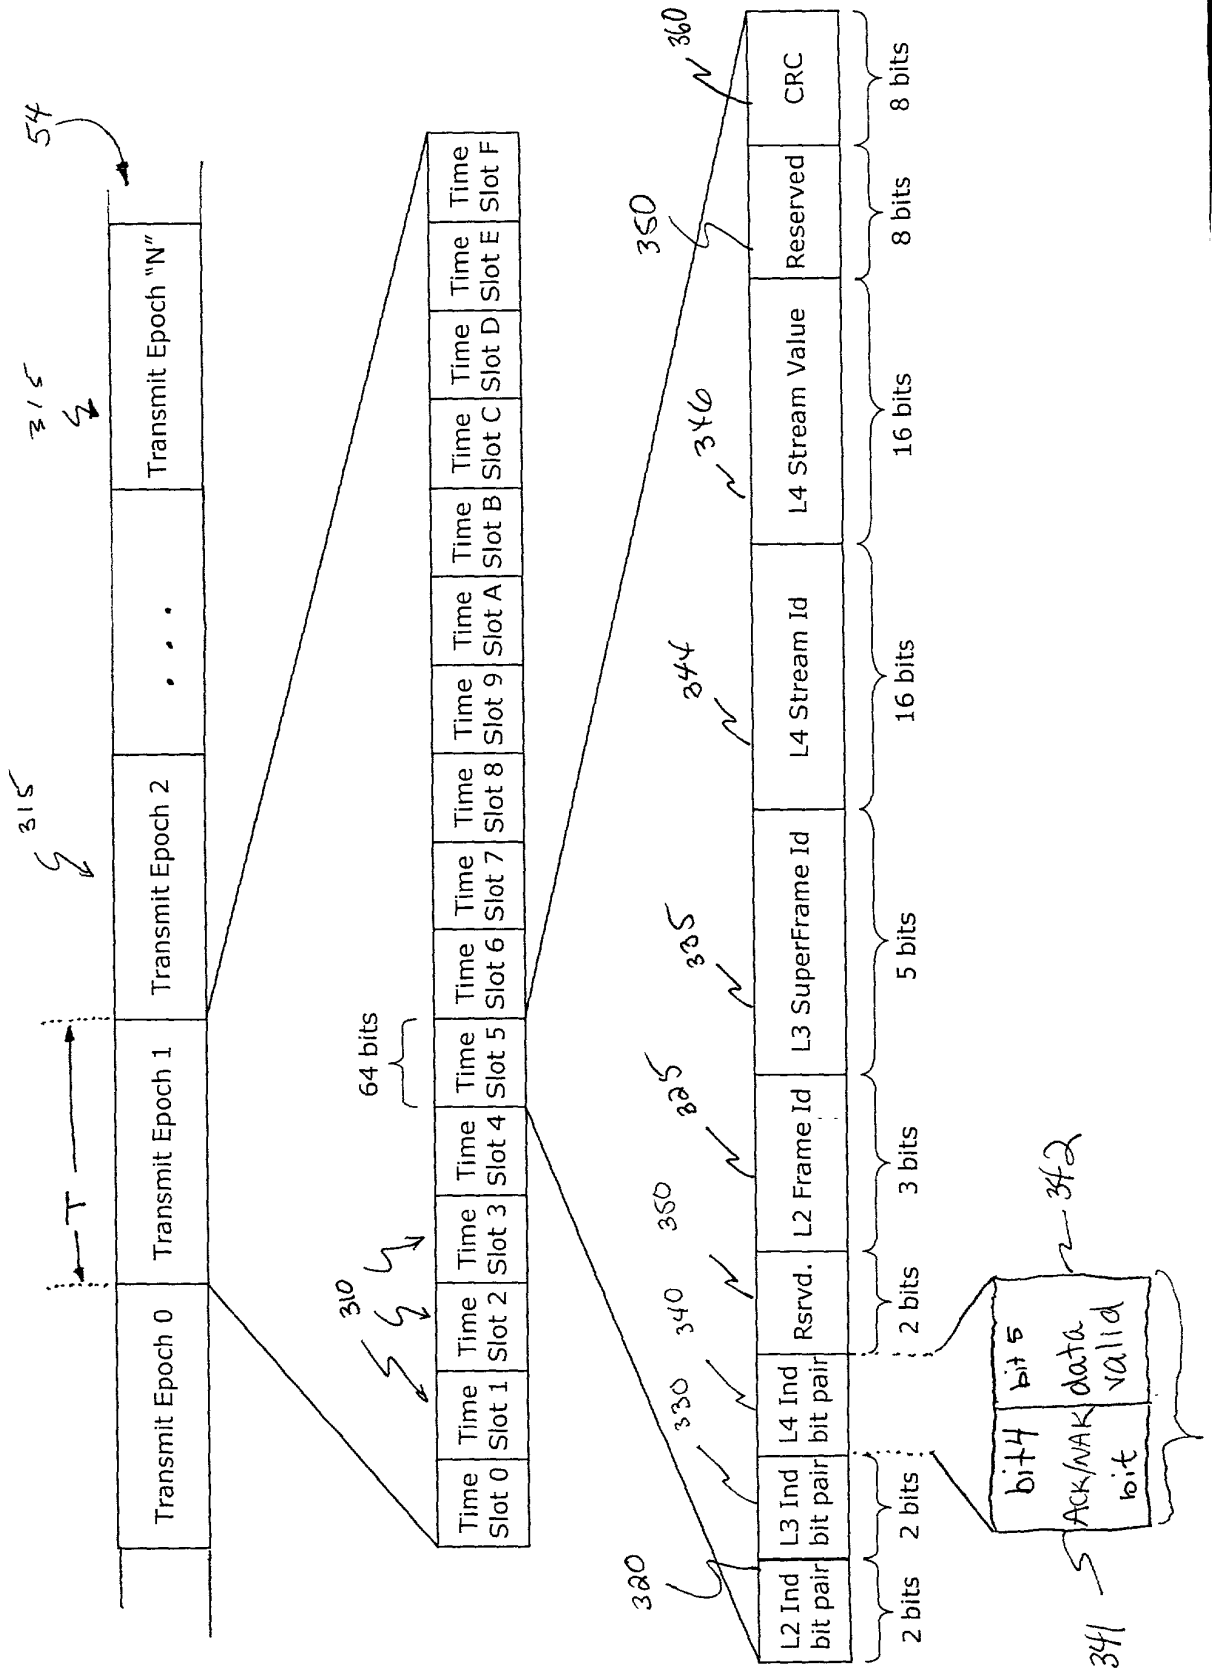 54
315
315
T
Transmit Epoch 0
Transmit Epoch 1
Transmit Epoch 2
. . .
Transmit Epoch "N"
310
64 bits
Time
Slot 0
Time
Slot 1
Time
Slot 2
Time
Slot 3
Time
Slot 4
Time
Slot 5
Time
Slot 6
Time
Slot 7
Time
Slot 8
Time
Slot 9
Time
Slot A
Time
Slot B
Time
Slot C
Time
Slot D
Time
Slot E
Time
Slot F
320
330
340
350
325
335
344
346
350
360
L2 Ind
bit pair
L3 Ind
bit pair
L4 Ind
bit pair
Rsrvd.
L2 Frame Id
L3 SuperFrame Id
L4 Stream Id
L4 Stream Value
Reserved
CRC
2 bits
2 bits
2 bits
3 bits
5 bits
16 bits
16 bits
8 bits
8 bits
341
bit 4
ACK/NAK
bit
bit 5
data
valid
342